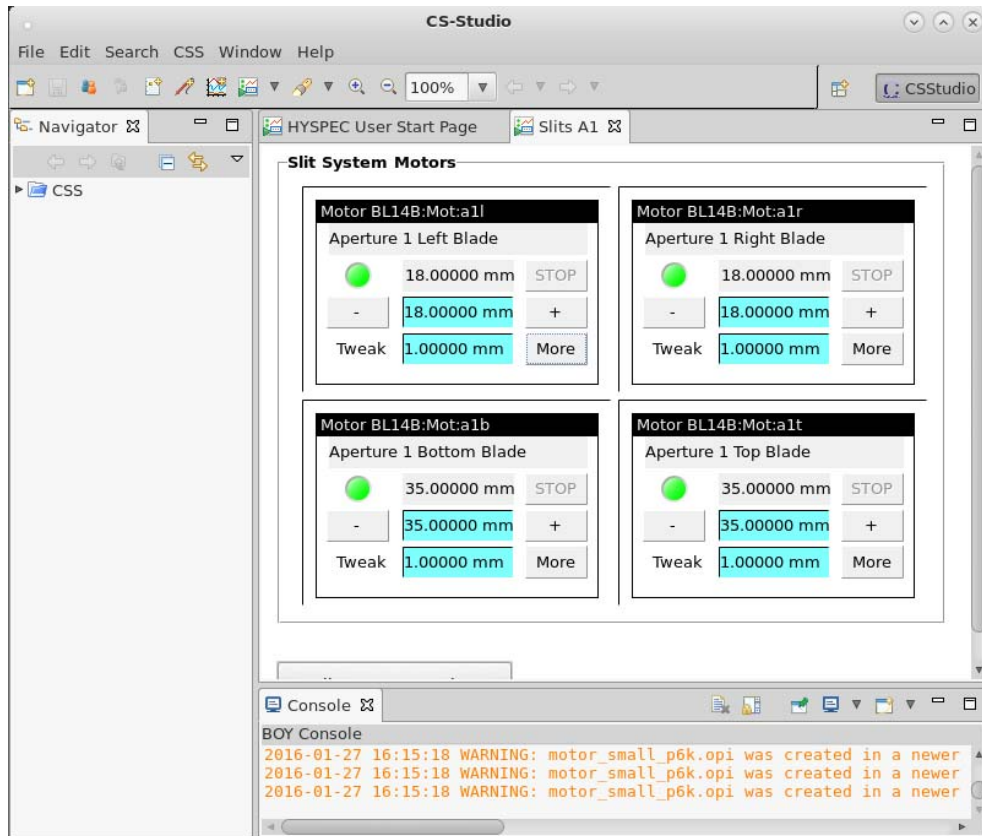 CS-Studio
File Edit Search CSS Window Help
100%
CSStudio
Navigator
CSS
HYSPEC User Start Page
Slits A1
Slit System Motors
Motor BL14B:Mot:a1l
Aperture 1 Left Blade
18.00000 mm STOP
- 18.00000 mm +
Tweak 1.00000 mm More
Motor BL14B:Mot:a1r
Aperture 1 Right Blade
18.00000 mm STOP
- 18.00000 mm +
Tweak 1.00000 mm More
Motor BL14B:Mot:a1b
Aperture 1 Bottom Blade
35.00000 mm STOP
- 35.00000 mm +
Tweak 1.00000 mm More
Motor BL14B:Mot:a1t
Aperture 1 Top Blade
35.00000 mm STOP
- 35.00000 mm +
Tweak 1.00000 mm More
Console
BOY Console
2016-01-27 16:15:18 WARNING: motor_small_p6k.opi was created in a newer
2016-01-27 16:15:18 WARNING: motor_small_p6k.opi was created in a newer
2016-01-27 16:15:18 WARNING: motor_small_p6k.opi was created in a newer